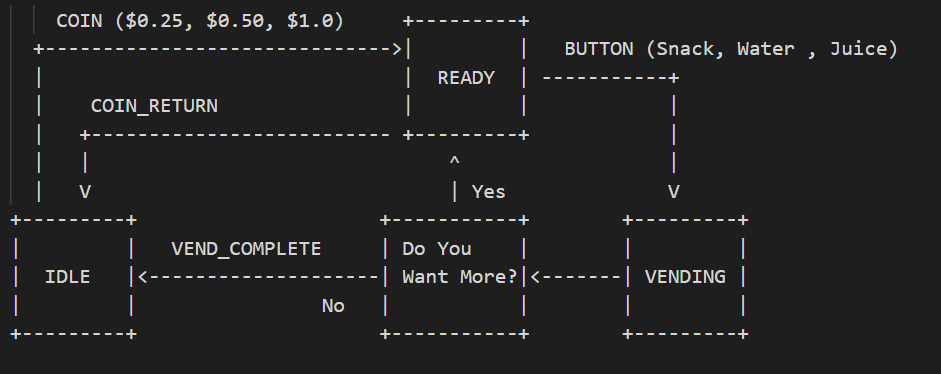 COIN ($0.25, $0.50, $1.0)
BUTTON (Snack, Water , Juice)
READY
COIN_RETURN
V
^
Yes
V
VEND_COMPLETE
Do You
IDLE
Want More?
VENDING
No